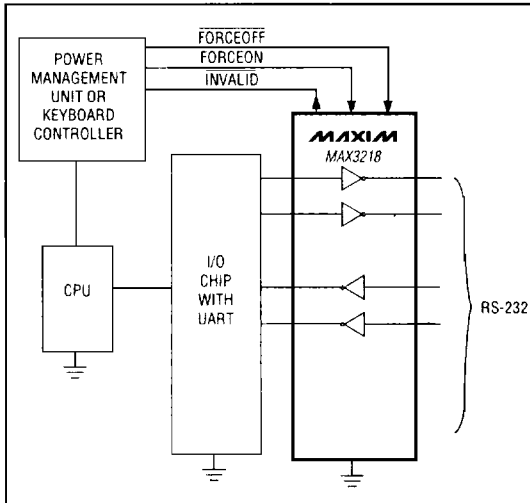 FORCEOFF
FORCEON
INVALID
POWER
MANAGEMENT
UNIT OR
KEYBOARD
CONTROLLER
MAXIM
MAX3218
I/O
CHIP
WITH
UART
CPU
RS-232